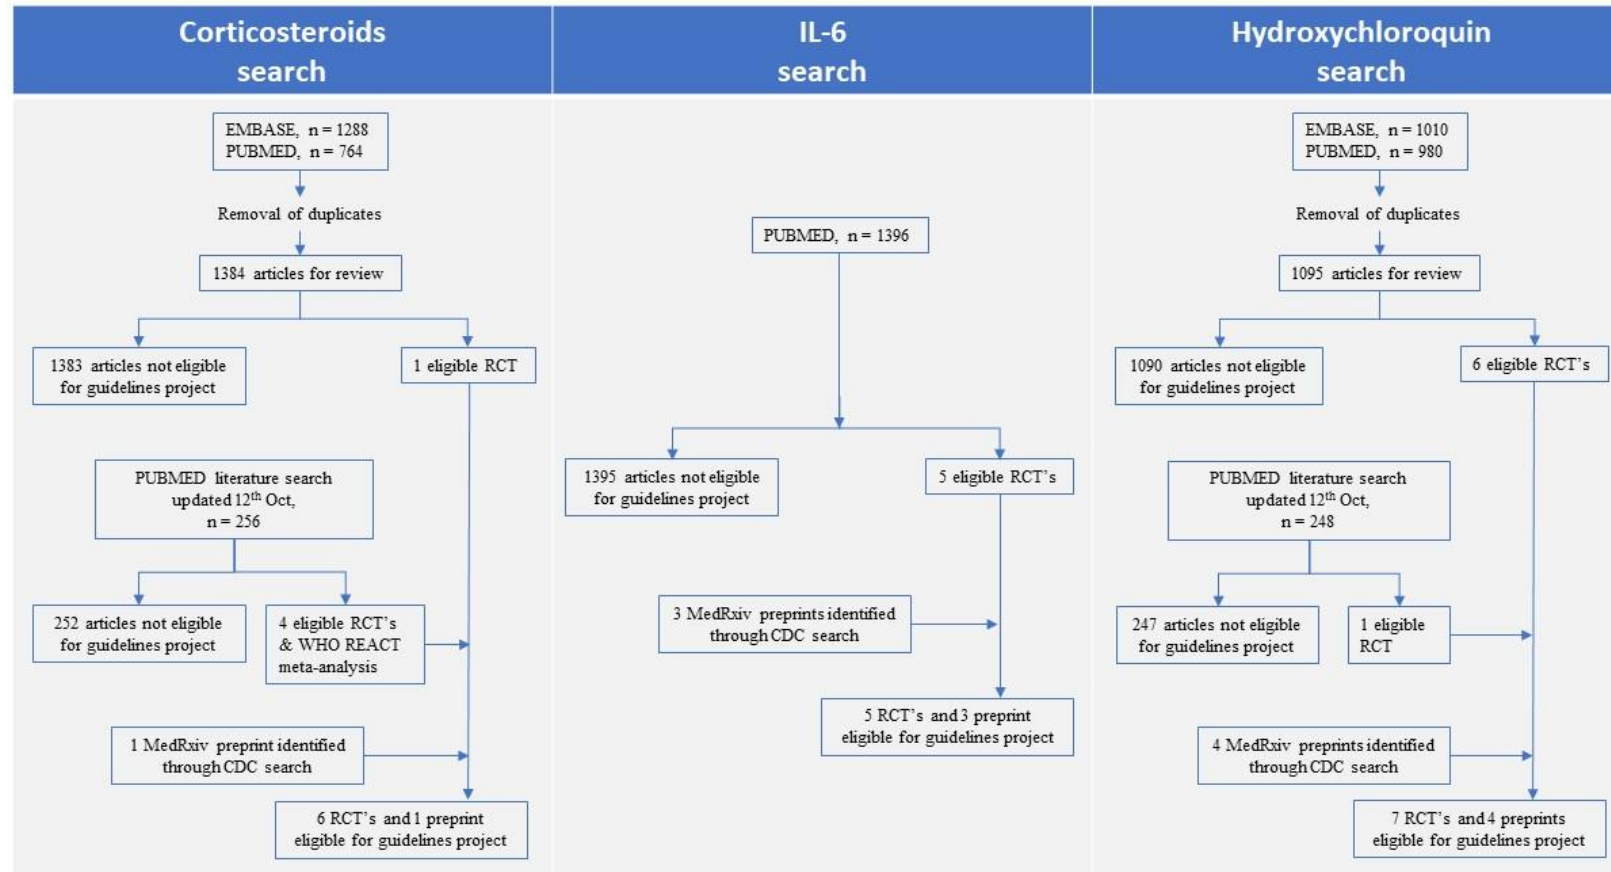 Corticosteroids
search
EMBASE, n = 1288
PUBMED, n = 764
Removal of duplicates
1384 articles for review
1383 articles not eligible
for guidelines project
1 eligible RCT
PUBMED literature search
updated 12th Oct,
n = 256
252 articles not eligible
for guidelines project
4 eligible RCT's
& WHO REACT
meta-analysis
1 MedRxiv preprint identified
through CDC search
6 RCT's and 1 preprint
eligible for guidelines project
IL-6
search
PUBMED, n = 1396
1395 articles not eligible
for guidelines project
5 eligible RCT's
3 MedRxiv preprints identified
through CDC search
5 RCT's and 3 preprint
eligible for guidelines project
Hydroxychloroquin
search
EMBASE, n = 1010
PUBMED, n = 980
Removal of duplicates
1095 articles for review
1090 articles not eligible
for guidelines project
6 eligible RCT's
PUBMED literature search
updated 12th Oct,
n = 248
247 articles not eligible
for guidelines project
1 eligible
RCT
4 MedRxiv preprints identified
through CDC search
7 RCT's and 4 preprints
eligible for guidelines project